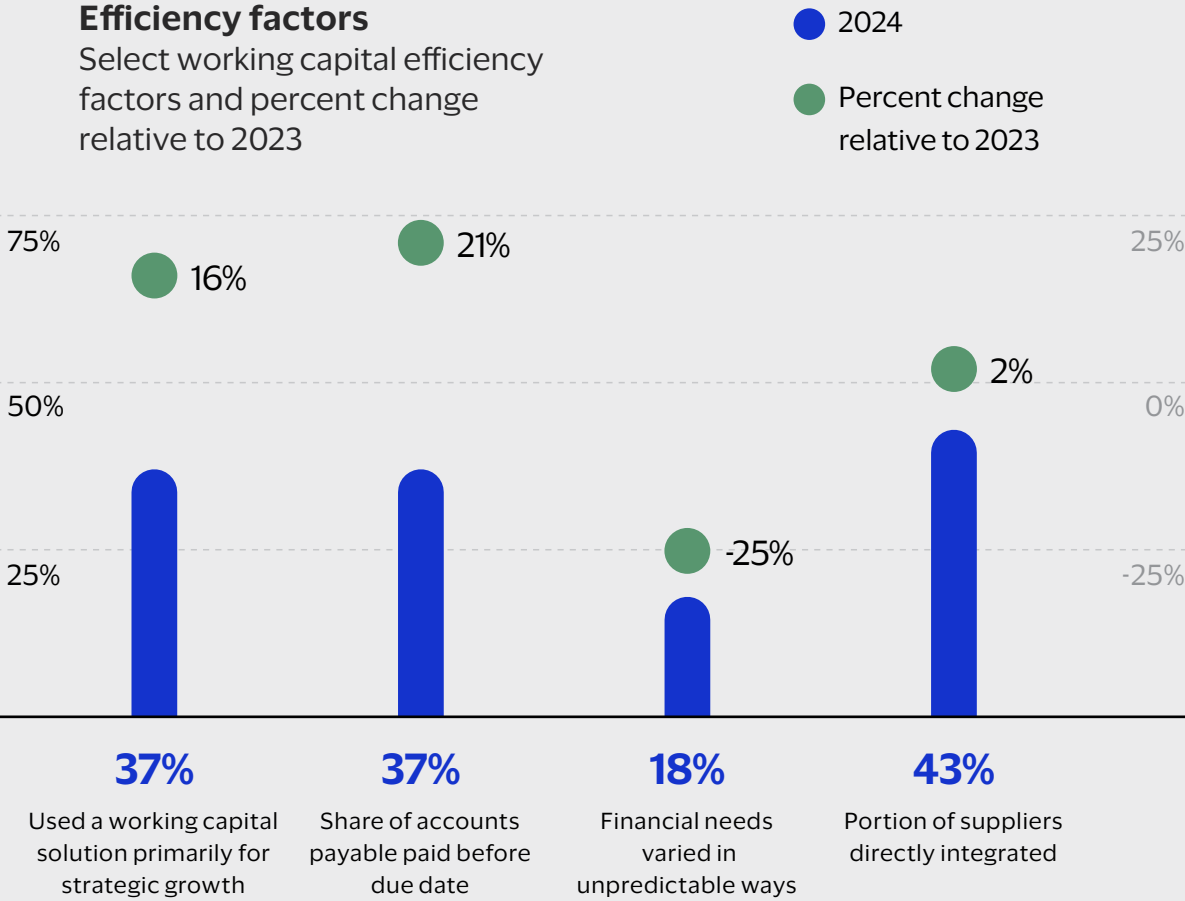 Efficiency factors
Select working capital efficiency
factors and percent change
relative to 2023
2024
Percent change
relative to 2023
75%
25%
16%
21%
50%
0%
2%
25%
-25%
-25%
37%
Used a working capital
solution primarily for
strategic growth
37%
Share of accounts
payable paid before
due date
18%
Financial needs
varied in
unpredictable ways
43%
Portion of suppliers
directly integrated